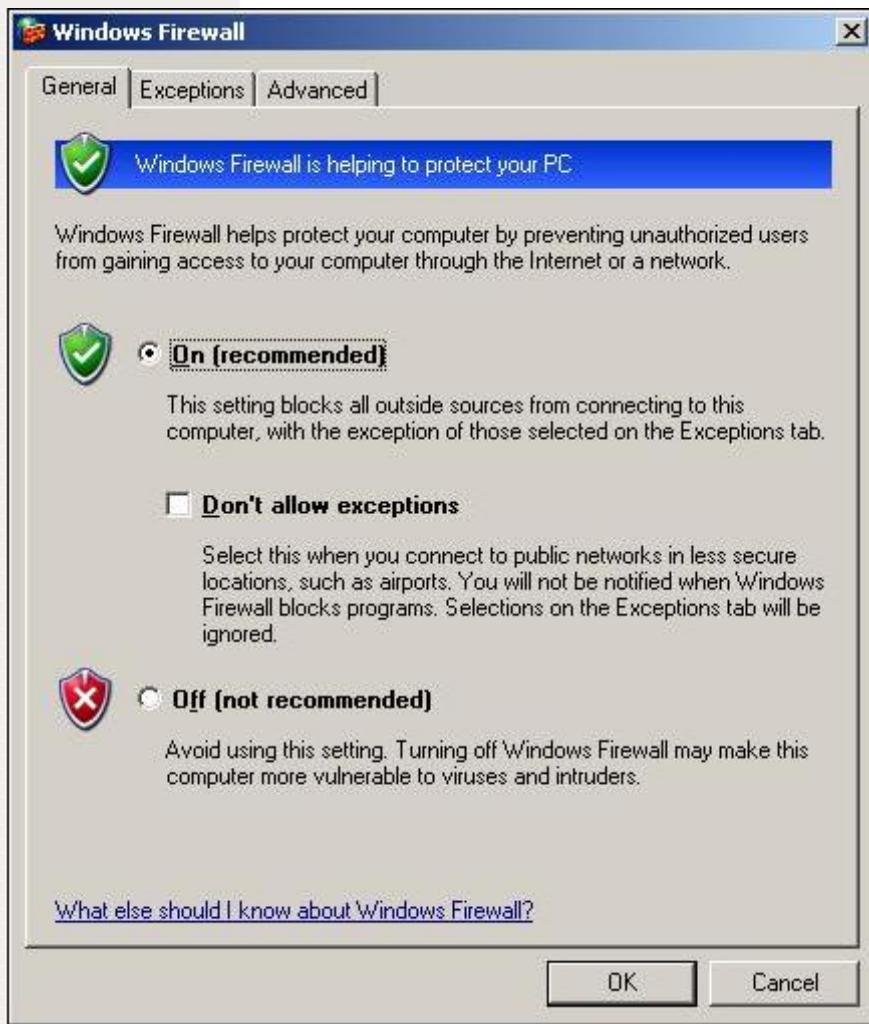 Windows Firewall
General
Exceptions
Advanced
Windows Firewall is helping to protect your PC
Windows Firewall helps protect your computer by preventing unauthorized users
from gaining access to your computer through the Internet or a network.
On (recommended)
This setting blocks all outside sources from connecting to this
computer, with the exception of those selected on the Exceptions tab.
Don't allow exceptions
Select this when you connect to public networks in less secure
locations, such as airports. You will not be notified when Windows
Firewall blocks programs. Selections on the Exceptions tab will be
ignored.
Off (not recommended)
Avoid using this setting. Turning off Windows Firewall may make this
computer more vulnerable to viruses and intruders.
What else should I know about Windows Firewall?
OK
Cancel